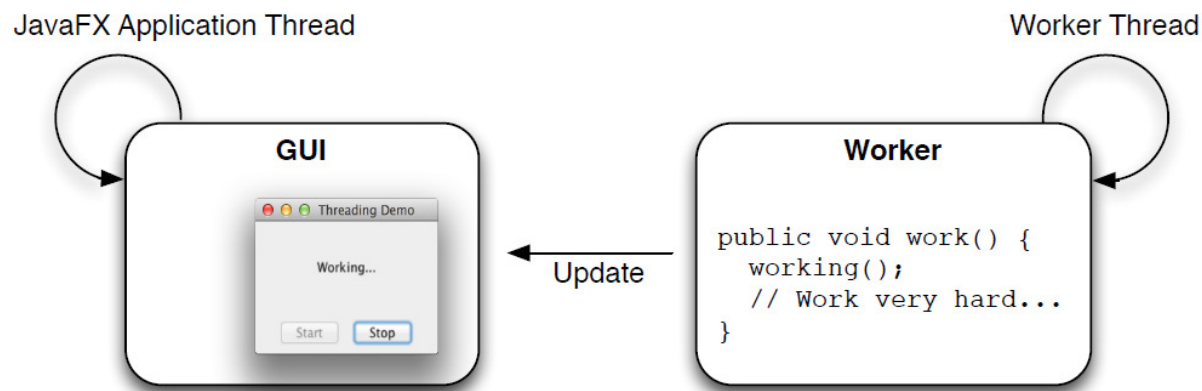 JavaFX Application Thread
Worker Thread
GUI
Threading Demo
Working...
Start
Stop
Update
Worker
public void work() {
working();
// Work very hard...
}